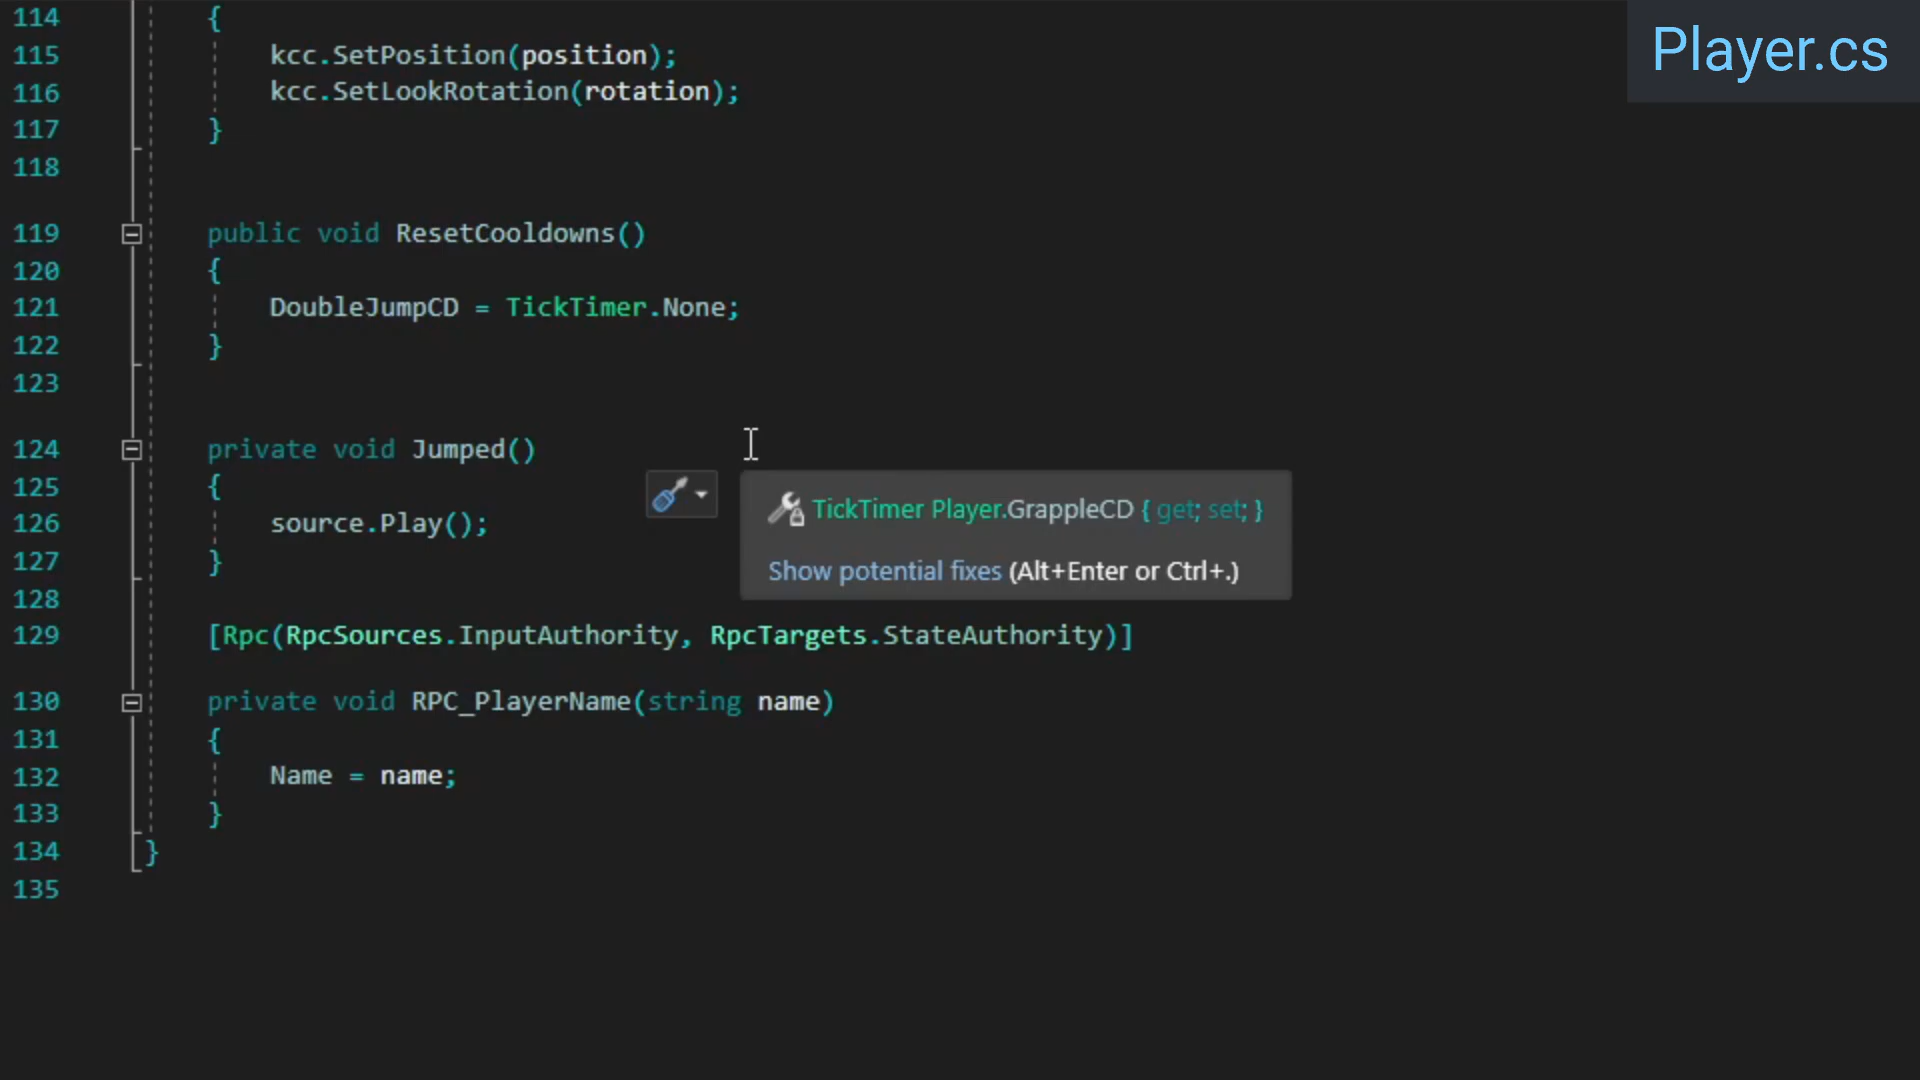 Player.cs
114 {
115 kcc.SetPosition(position);
116 kcc.SetLookRotation(rotation);
117 }
118
119 public void ResetCooldowns()
120 {
121 DoubleJumpCD = TickTimer.None;
122 }
123
124 private void Jumped()
125 {
126 source.Play();
127 }
TickTimer Player.GrappleCD { get; set; }
Show potential fixes (Alt+Enter or Ctrl+.)
128
129 [Rpc(RpcSources.InputAuthority, RpcTargets.StateAuthority)]
130 private void RPC_PlayerName(string name)
131 {
132 Name = name;
133 }
134 }
135